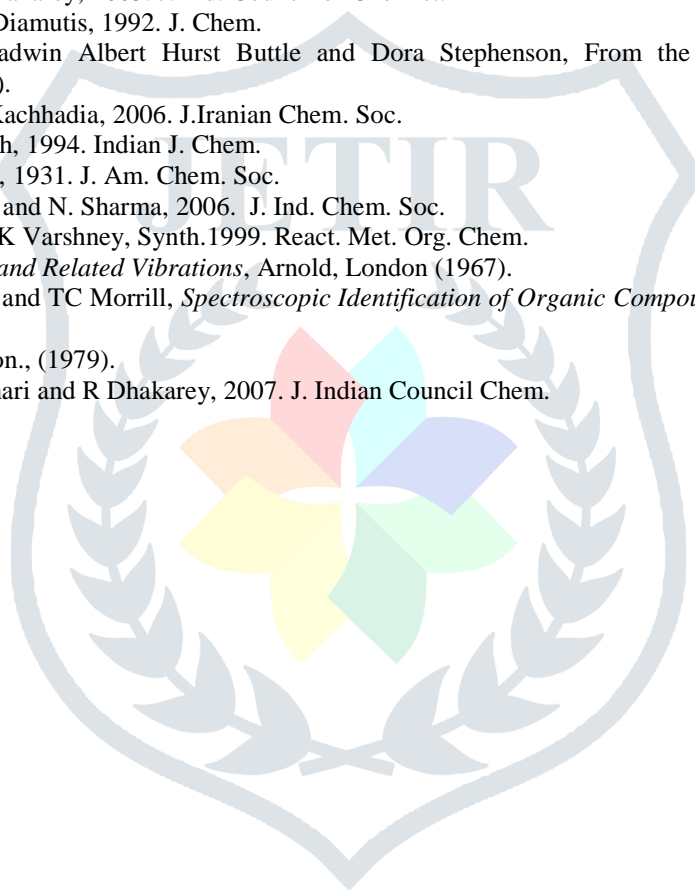 Diamutis, 1992. J. Chem.
adwin Albert Hurst Buttle and Dora Stephenson, From the
).
Kachhadia, 2006. J.Iranian Chem. Soc.
h, 1994. Indian J. Chem.
, 1931. J. Am. Chem. Soc.
and N. Sharma, 2006. J. Ind. Chem. Soc.
K Varshney, Synth.1999. React. Met. Org. Chem.
and Related Vibrations, Arnold, London (1967).
and TC Morrill, Spectroscopic Identification of Organic Compou
on., (1979).
hari and R Dhakarey, 2007. J. Indian Council Chem.
JETIR